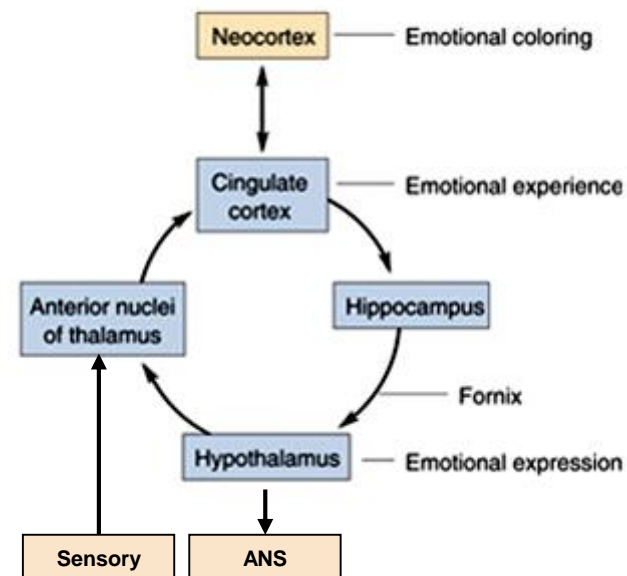 Neocortex
Emotional coloring
Cingulate
cortex
Emotional experience
Anterior nuclei
of thalamus
Hippocampus
Fornix
Hypothalamus
Emotional expression
Sensory
ANS